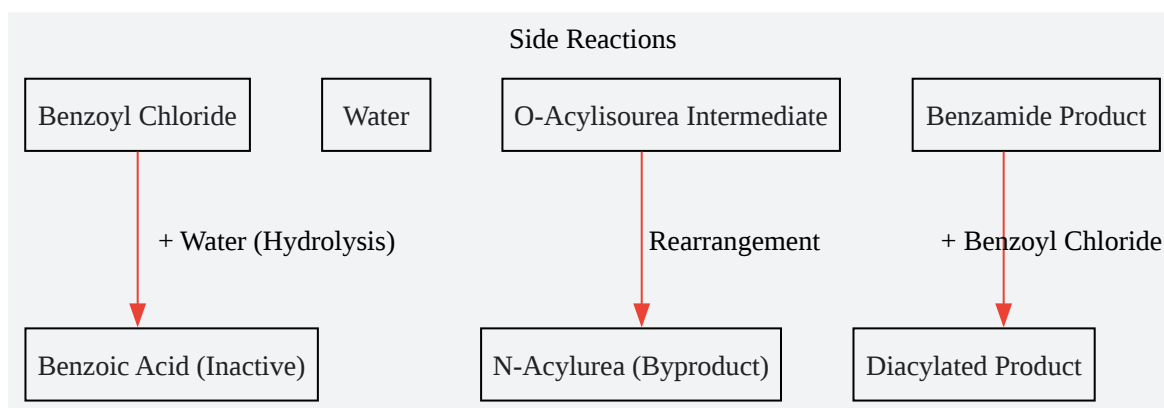 Side Reactions
Benzoyl Chloride
Water
O-Acylisourea Intermediate
Benzamide Product
+ Water (Hydrolysis)
Rearrangement
+ Benzoyl Chloride
Benzoic Acid (Inactive)
N-Acylurea (Byproduct)
Diacylated Product